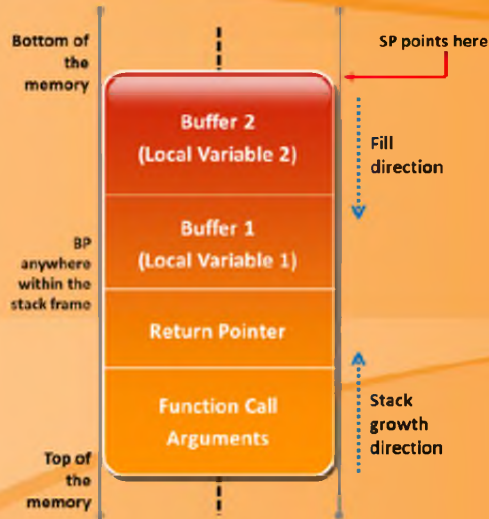 Bottom of
the
memory
SP points here
Buffer 2
(Local Variable 2)
Fill
direction
Buffer 1
(Local Variable 1)
BP
anywhere
within the
stack frame
Return Pointer
Function Call
Arguments
Stack
growth
direction
Top of
the
memory